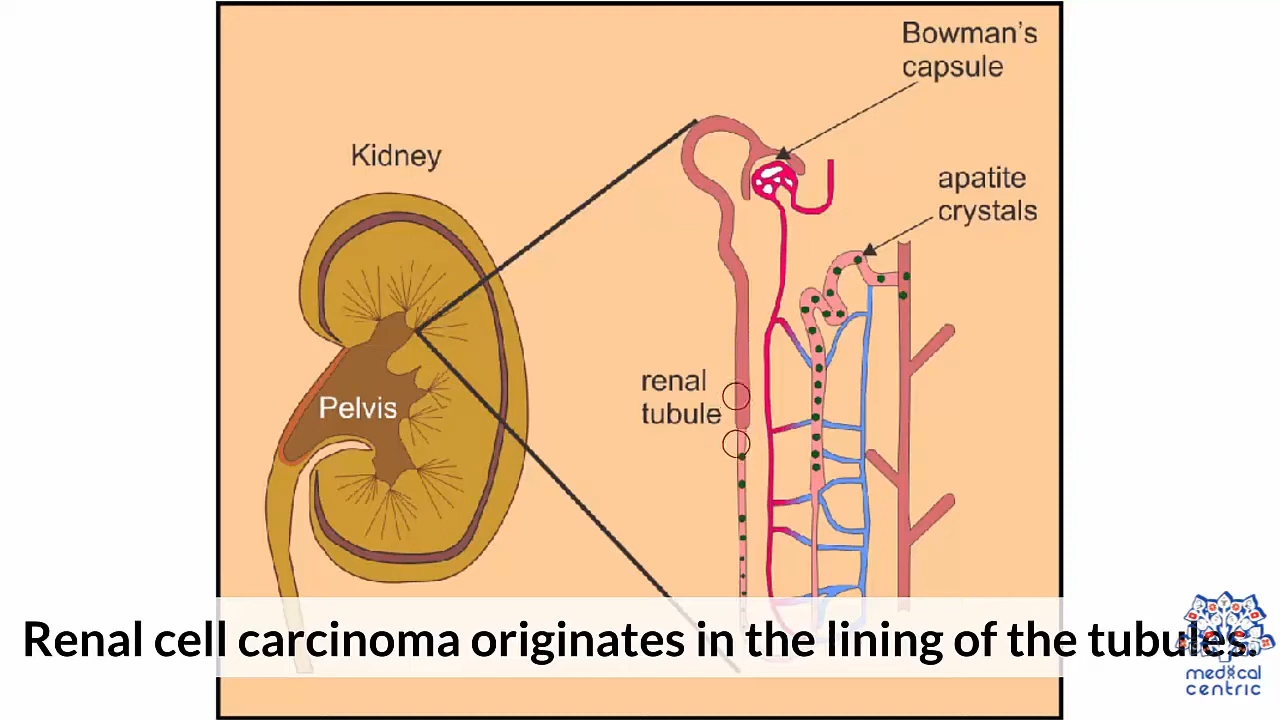 Bowman's
capsule
Kidney
apatite
crystals
renal
tubule
Pelvis
Renal cell carcinoma originates in the lining of the tubules.
medical
centric